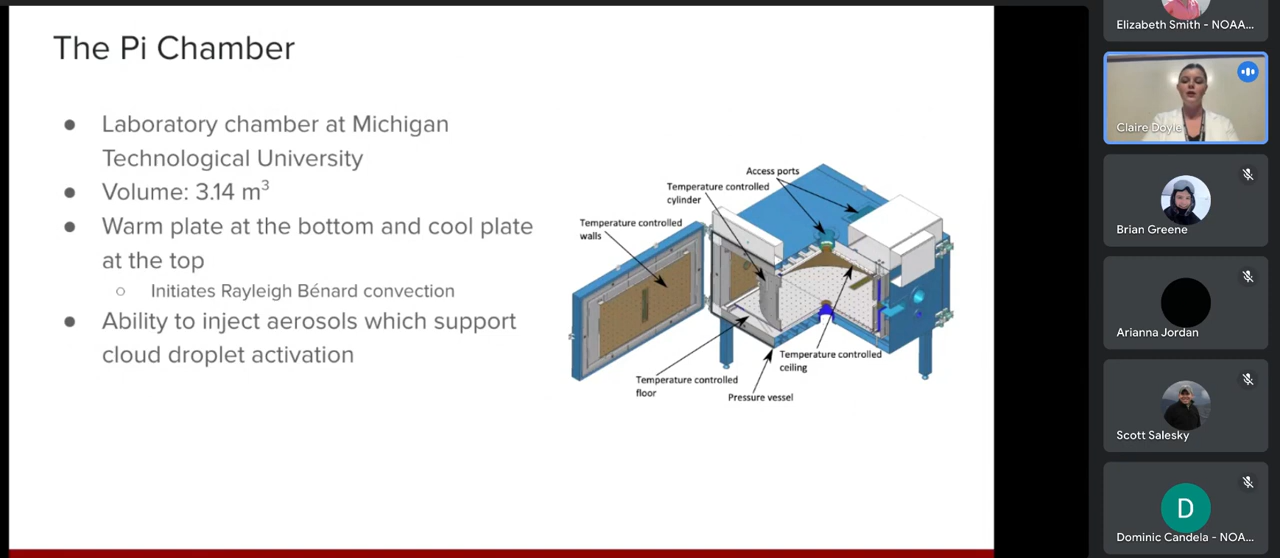 The Pi Chamber
● Laboratory chamber at Michigan
Technological University
● Volume: 3.14 m³
● Warm plate at the bottom and cool plate
at the top
○ Initiates Rayleigh Bénard convection
● Ability to inject aerosols which support
cloud droplet activation
Access ports
Temperature controlled
cylinder
Temperature controlled
walls
Temperature controlled
ceiling
Temperature controlled
floor
Pressure vessel
Elizabeth Smith - NOAA...
Claire Doyle
Brian Greene
Arianna Jordan
Scott Salesky
D
Dominic Candela - NOA...